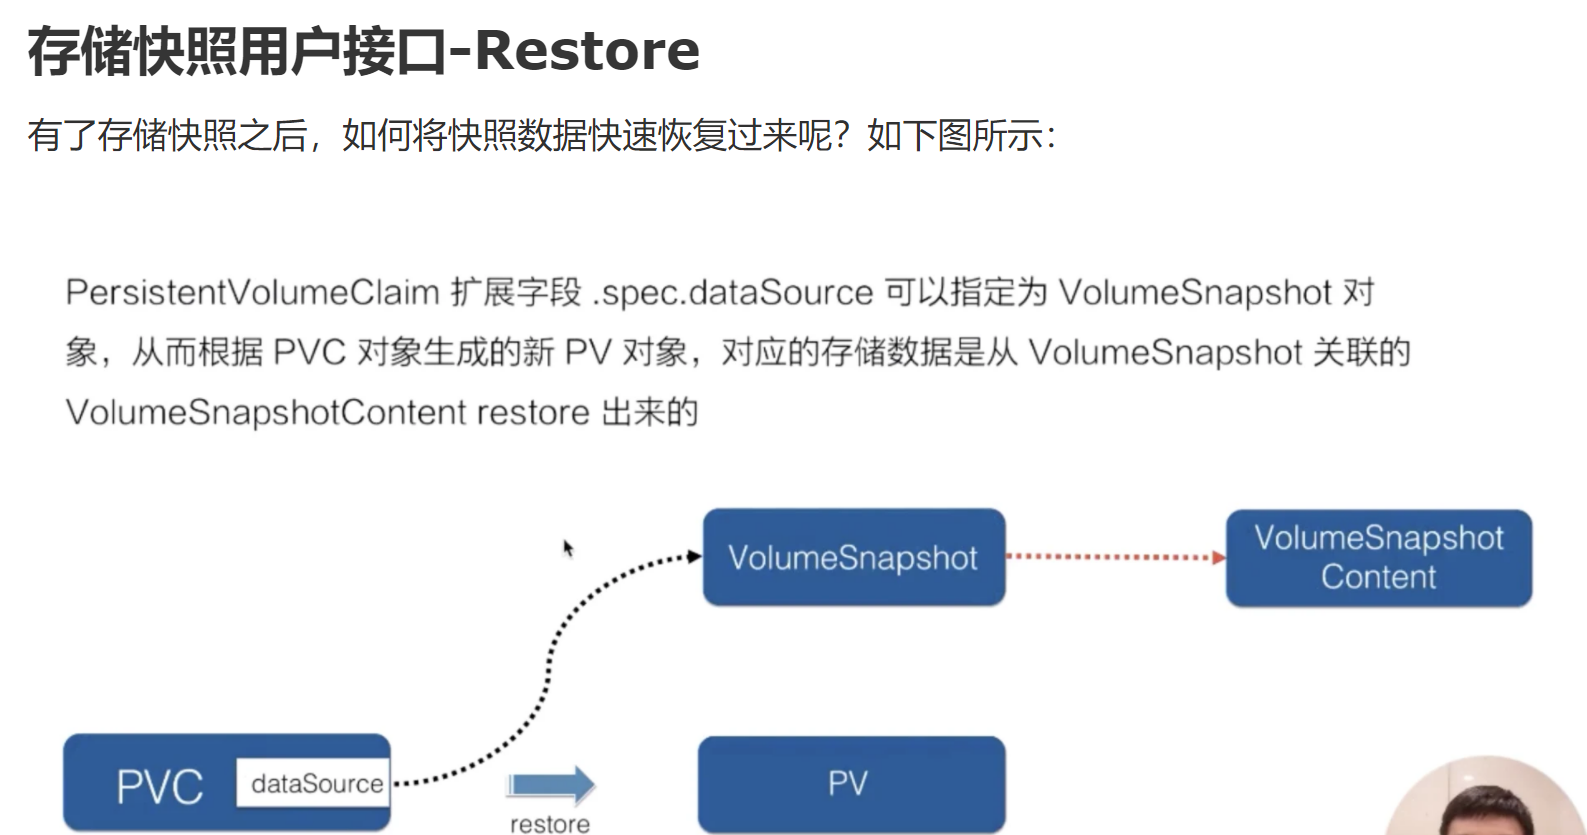 存储快照用户接口-Restore
有了存储快照之后，如何将快照数据快速恢复过来呢？如下图所示：
PersistentVolumeClaim 扩展字段 .spec.dataSource 可以指定为 VolumeSnapshot 对
象，从而根据 PVC 对象生成的新 PV 对象，对应的存储数据是从 VolumeSnapshot 关联的
VolumeSnapshotContent restore 出来的
VolumeSnapshot
VolumeSnapshot
Content
PVC
dataSource
restore
PV